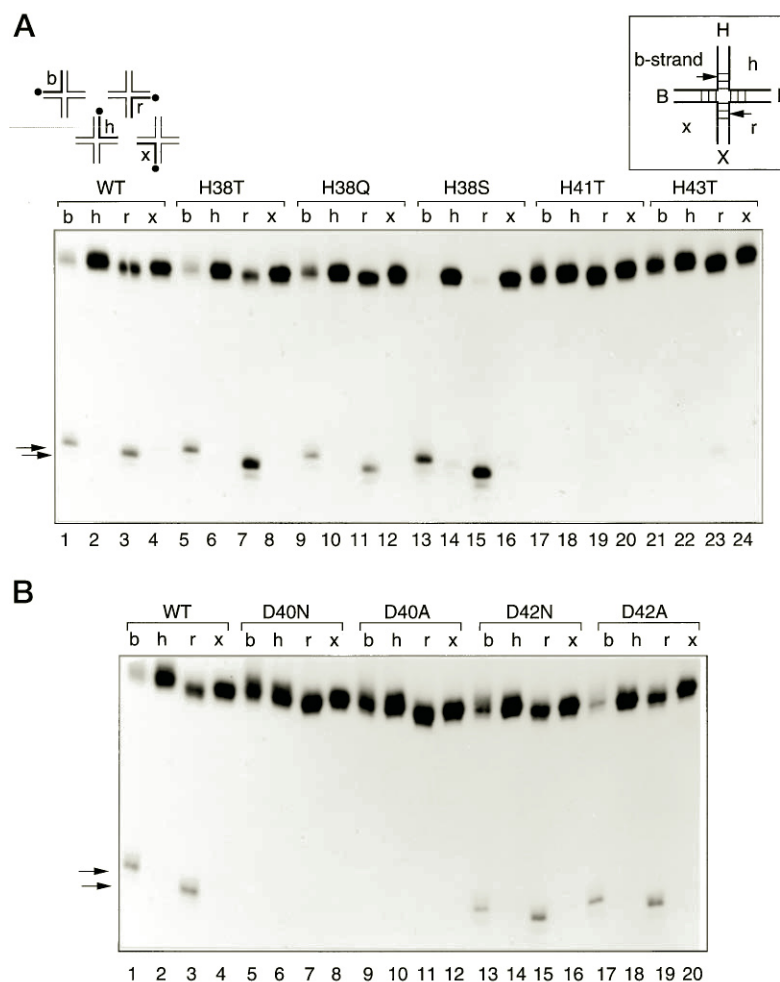 A
b
r
h
x
H
b-strand
h
B
x
r
X
WT H38T H38Q H38S H41T H43T
b h r x b h r x b h r x b h r x b h r x b h r x
1 2 3 4 5 6 7 8 9 10 11 12 13 14 15 16 17 18 19 20 21 22 23 24
B
WT D40N D40A D42N D42A
b h r x b h r x b h r x b h r x b h r x
1 2 3 4 5 6 7 8 9 10 11 12 13 14 15 16 17 18 19 20